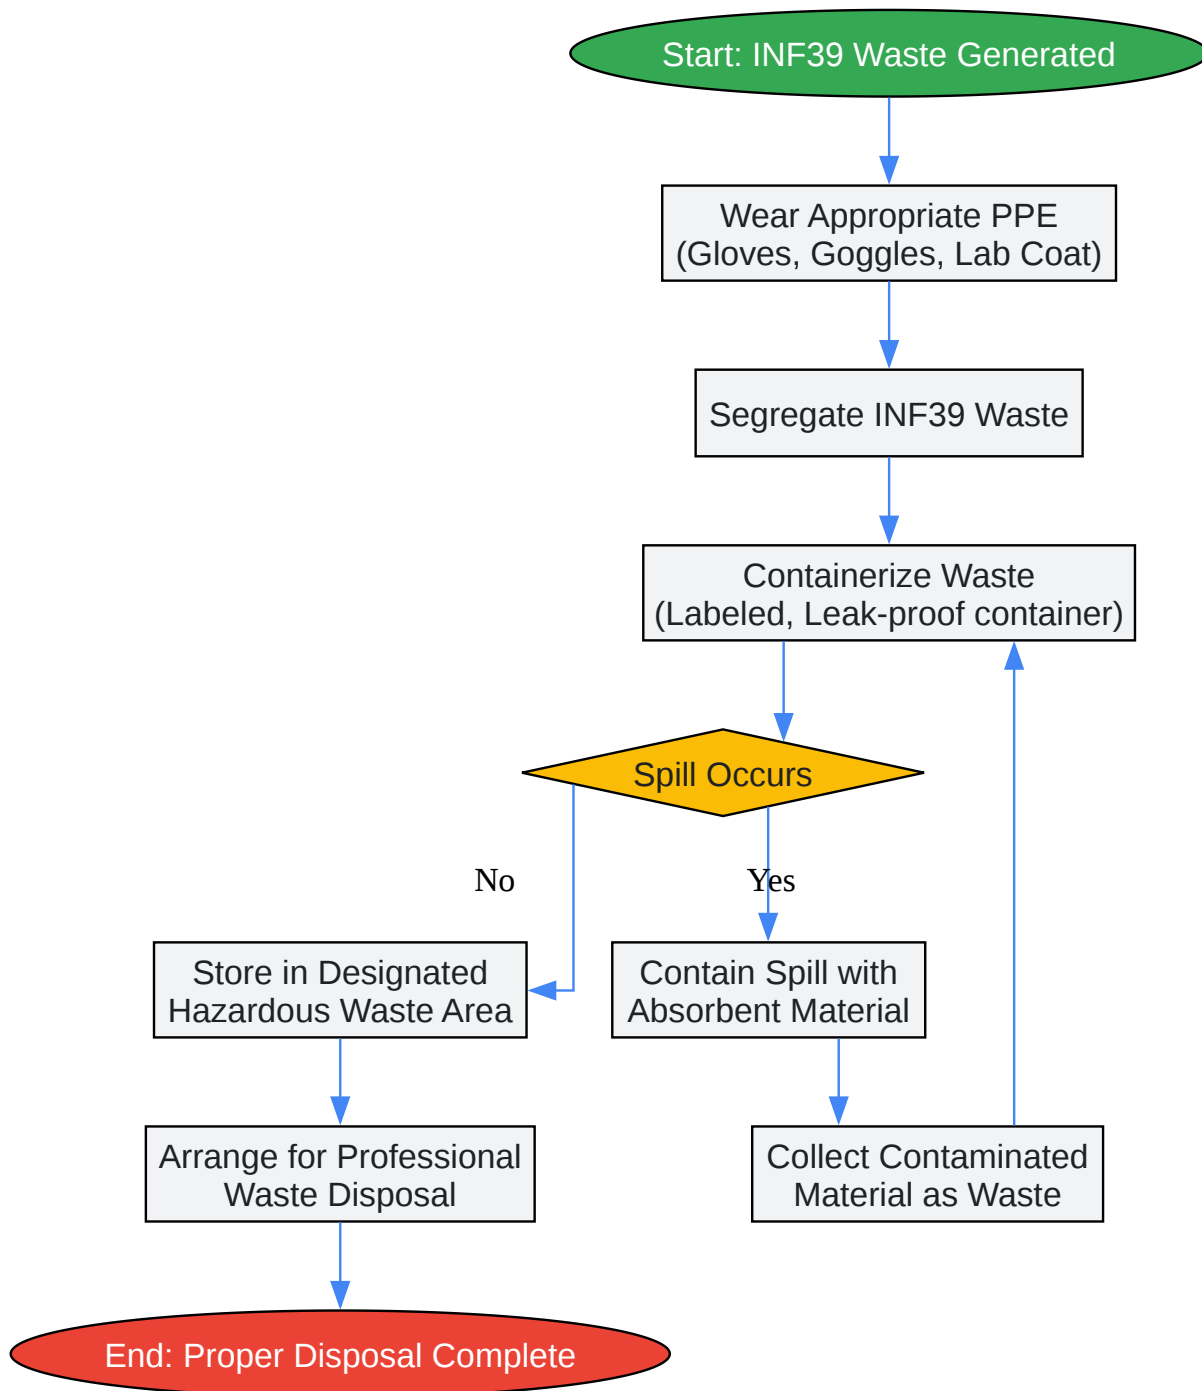 Start: INF39 Waste Generated
Wear Appropriate PPE
(Gloves, Goggles, Lab Coat)
Segregate INF39 Waste
Containerize Waste
(Labeled, Leak-proof container)
Spill Occurs
No
Yes
Store in Designated
Hazardous Waste Area
Contain Spill with
Absorbent Material
Arrange for Professional
Waste Disposal
Collect Contaminated
Material as Waste
End: Proper Disposal Complete